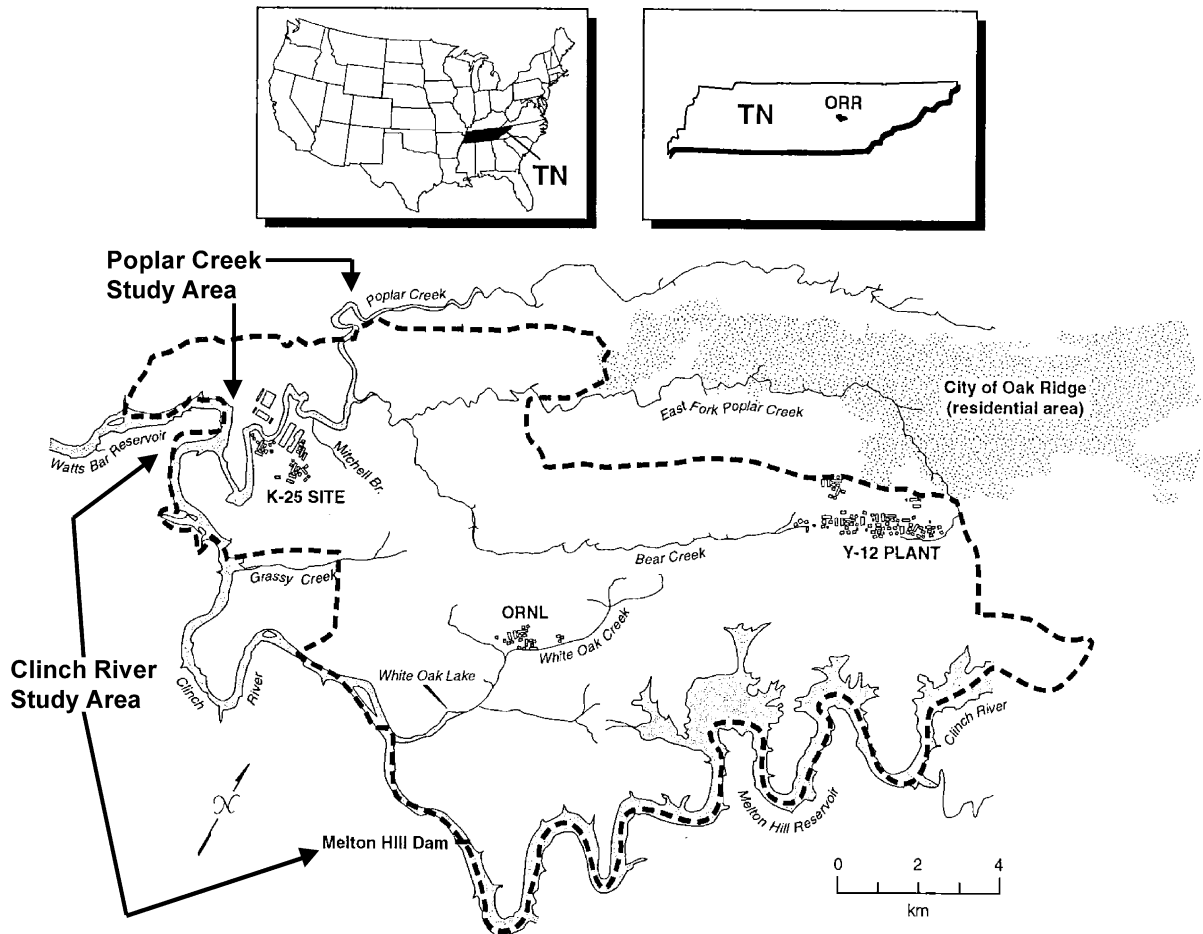 TN
TN
ORR
Poplar Creek
Study Area
Poplar Creek
City of Oak Ridge
(residential area)
East Fork Poplar Creek
Watts Bar Reservoir
Mitchell Br.
K-25 SITE
Y-12 PLANT
Bear Creek
Grassy Creek
ORNL
White Oak Creek
Clinch River
Study Area
Clinch
River
White Oak Lake
Clinch River
N
Melton Hill Reservoir
Melton HIll Dam
0 2 4
km